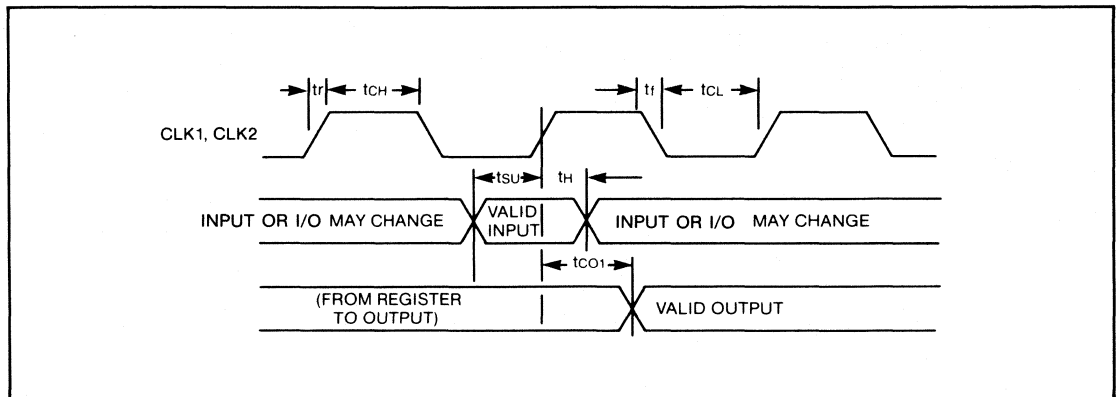 tr tCH tf tCL
CLK1, CLK2
tSU tH
INPUT OR I/O MAY CHANGE VALID INPUT INPUT OR I/O MAY CHANGE
tCO1
(FROM REGISTER
TO OUTPUT) VALID OUTPUT